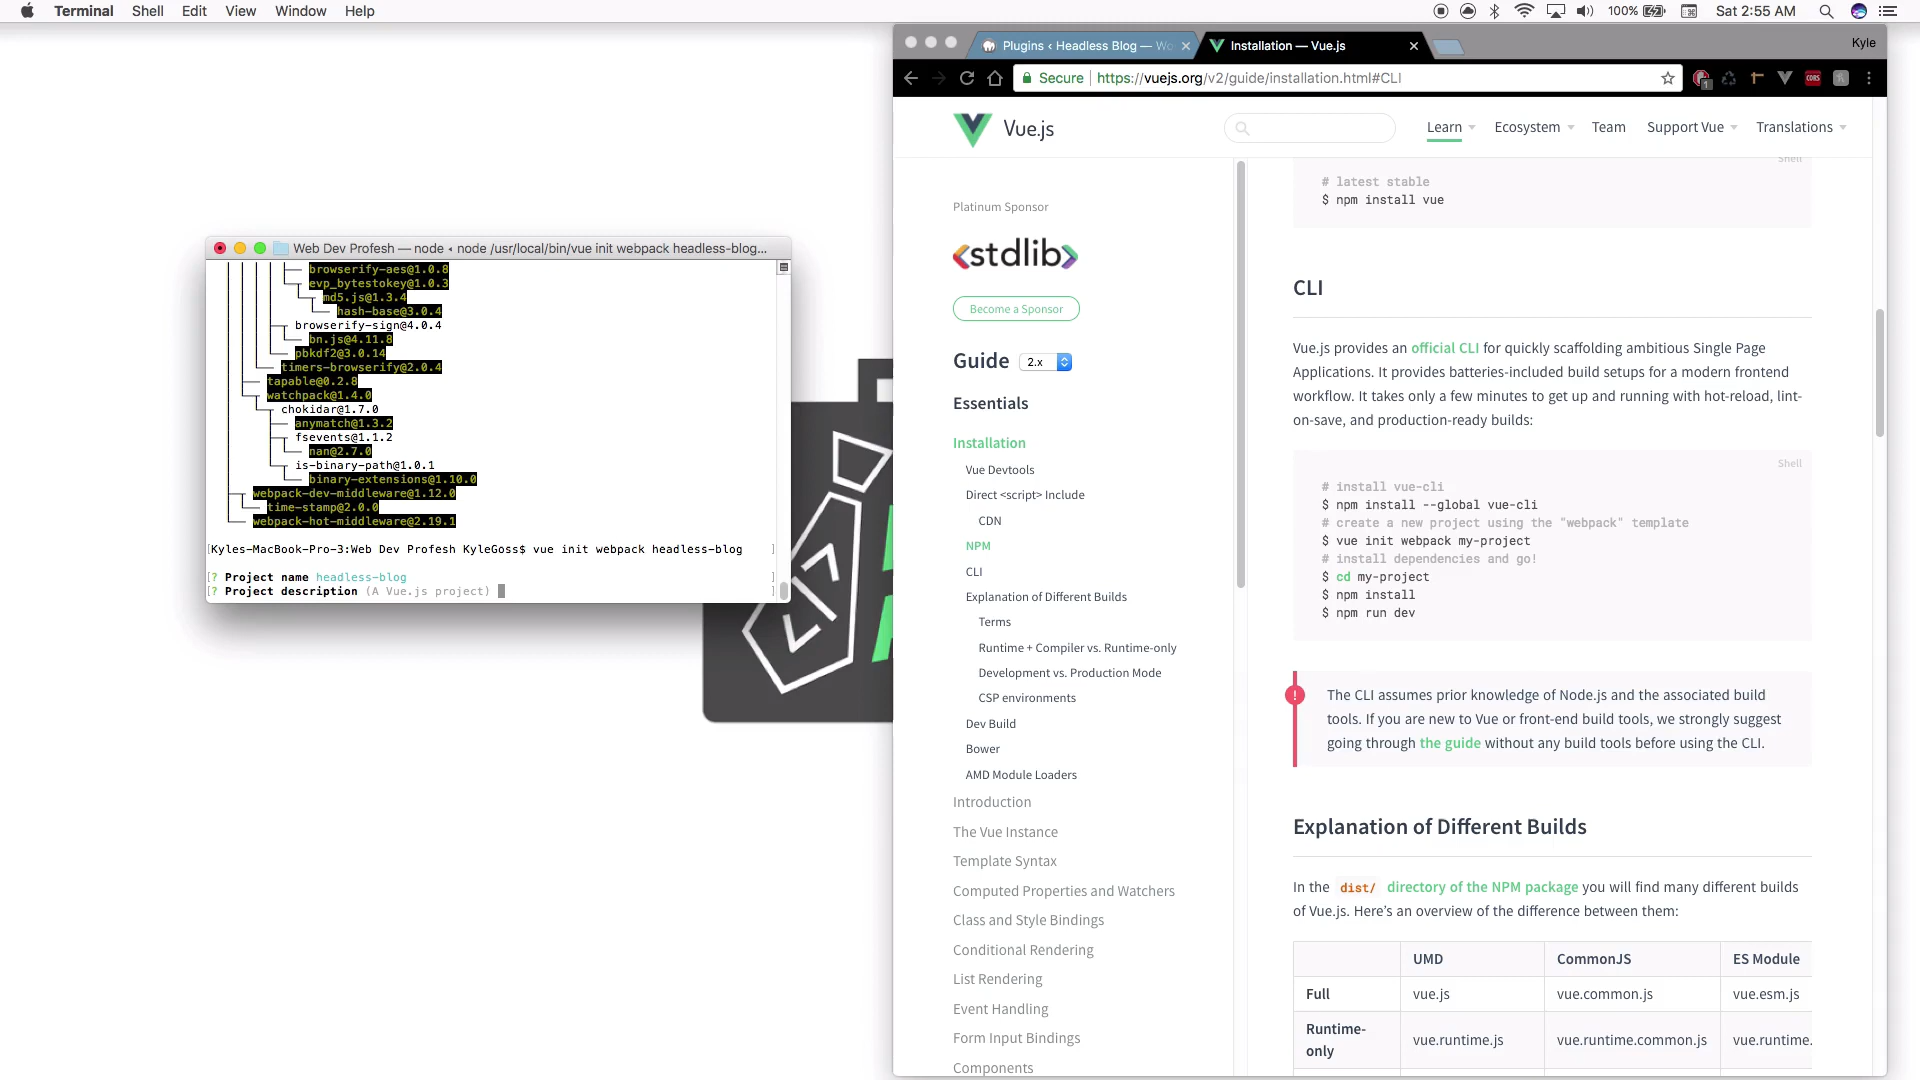 Terminal Shell Edit View Window Help
100% Sat 2:55 AM
Plugins ‹ Headless Blog — Wo
Installation — Vue.js
Kyle
Secure https://vuejs.org/v2/guide/installation.html#CLI
1
Vue.js
Learn Ecosystem Team Support Vue Translations
Web Dev Profesh — node ◂ node /usr/local/bin/vue init webpack headless-blog...
browserify-aes@1.0.8
evp_bytestokey@1.0.3
md5.js@1.3.4
hash-base@3.0.4
browserify-sign@4.0.4
bn.js@4.11.8
pbkdf2@3.0.14
timers-browserify@2.0.4
tapable@0.2.8
watchpack@1.4.0
chokidar@1.7.0
anymatch@1.3.2
fsevents@1.1.2
nan@2.7.0
is-binary-path@1.0.1
binary-extensions@1.10.0
webpack-dev-middleware@1.12.0
time-stamp@2.0.0
webpack-hot-middleware@2.19.1
[Kyles-MacBook-Pro-3:Web Dev Profesh KyleGoss$ vue init webpack headless-blog ]
[? Project name headless-blog ]
[? Project description (A Vue.js project) ]
Platinum Sponsor
<stdlib>
Become a Sponsor
Guide 2.x
Essentials
Installation
Vue Devtools
Direct <script> Include
CDN
NPM
CLI
Explanation of Different Builds
Terms
Runtime + Compiler vs. Runtime-only
Development vs. Production Mode
CSP environments
Dev Build
Bower
AMD Module Loaders
Introduction
The Vue Instance
Template Syntax
Computed Properties and Watchers
Class and Style Bindings
Conditional Rendering
List Rendering
Event Handling
Form Input Bindings
Components
Shell
# latest stable
$ npm install vue
CLI
Vue.js provides an official CLI for quickly scaffolding ambitious Single Page
Applications. It provides batteries-included build setups for a modern frontend
workflow. It takes only a few minutes to get up and running with hot-reload, lint-
on-save, and production-ready builds:
Shell
# install vue-cli
$ npm install --global vue-cli
# create a new project using the "webpack" template
$ vue init webpack my-project
# install dependencies and go!
$ cd my-project
$ npm install
$ npm run dev
!
The CLI assumes prior knowledge of Node.js and the associated build
tools. If you are new to Vue or front-end build tools, we strongly suggest
going through the guide without any build tools before using the CLI.
Explanation of Different Builds
In the dist/ directory of the NPM package you will find many different builds
of Vue.js. Here’s an overview of the difference between them:
UMD CommonJS ES Module
Full vue.js vue.common.js vue.esm.js
Runtime-
only
vue.runtime.js vue.runtime.common.js vue.runtime.